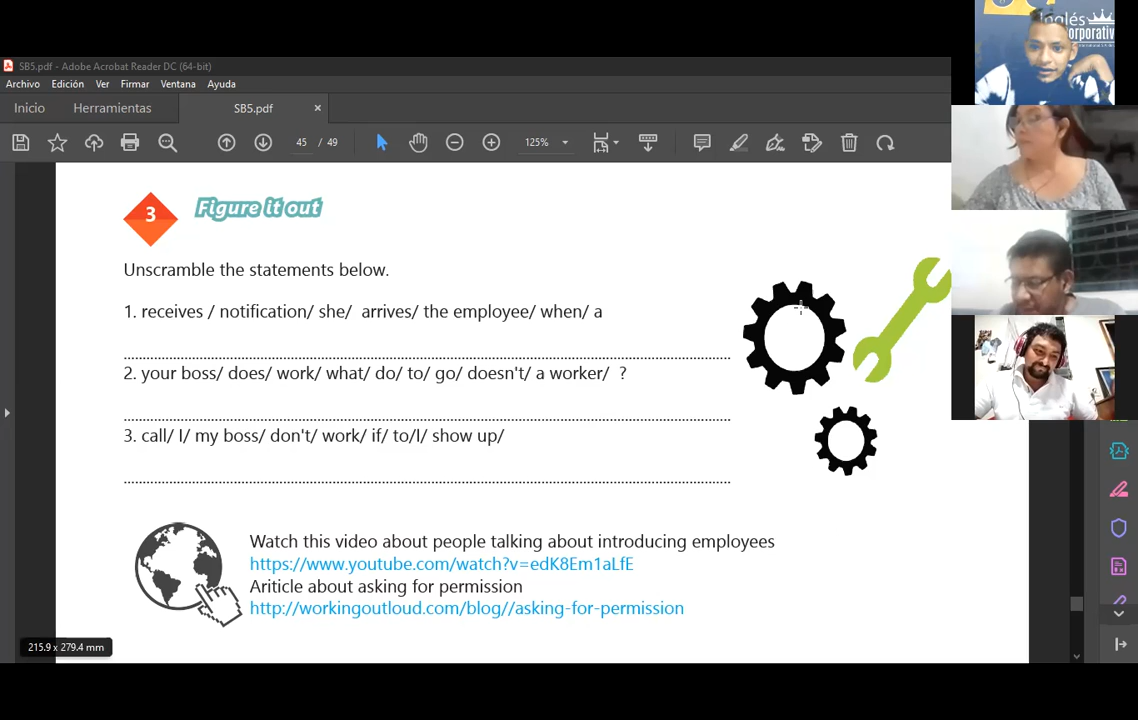 SB5.pdf - Adobe Acrobat Reader DC (64-bit)
Archivo Edición Ver Firmar Ventana Ayuda
Inicio Herramientas SB5.pdf ×
45 / 49 125%
3 Figure it out
Unscramble the statements below.
1. receives / notification/ she/ arrives/ the employee/ when/ a
2. your boss/ does/ work/ what/ do/ to/ go/ doesn't/ a worker/ ?
3. call/ I/ my boss/ don't/ work/ if/ to/I/ show up/
Watch this video about people talking about introducing employees
https://www.youtube.com/watch?v=edK8Em1aLfE
Ariticle about asking for permission
http://workingoutloud.com/blog//asking-for-permission
215.9 x 279.4 mm
Inglés